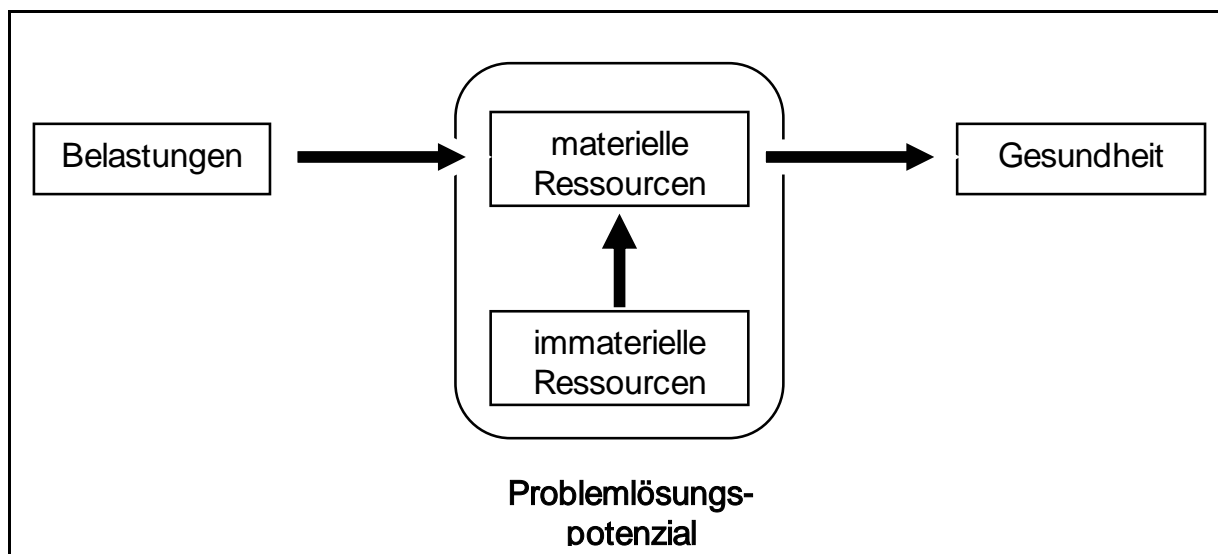 Belastungen
materielle
Ressourcen
Gesundheit
immaterielle
Ressourcen
Problemlösungs-
potenzial